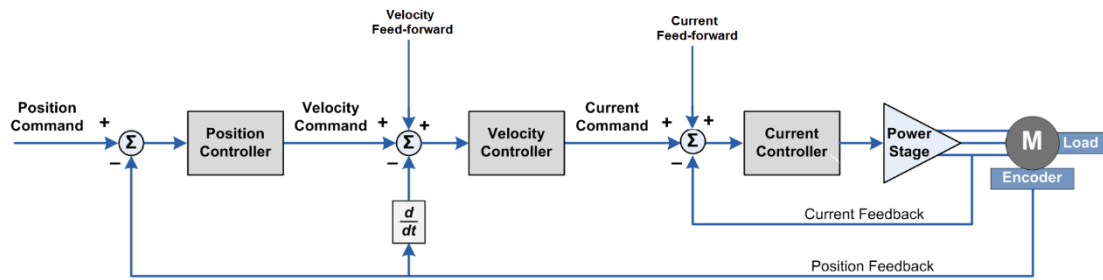 Velocity
Feed-forward
Current
Feed-forward
Position
Command
+
Σ
−
Position
Controller
Velocity
Command
+
+
Σ
−
d
dt
Velocity
Controller
Current
Command
+
+
Σ
−
Current
Controller
Power
Stage
M
Load
Encoder
Current Feedback
Position Feedback